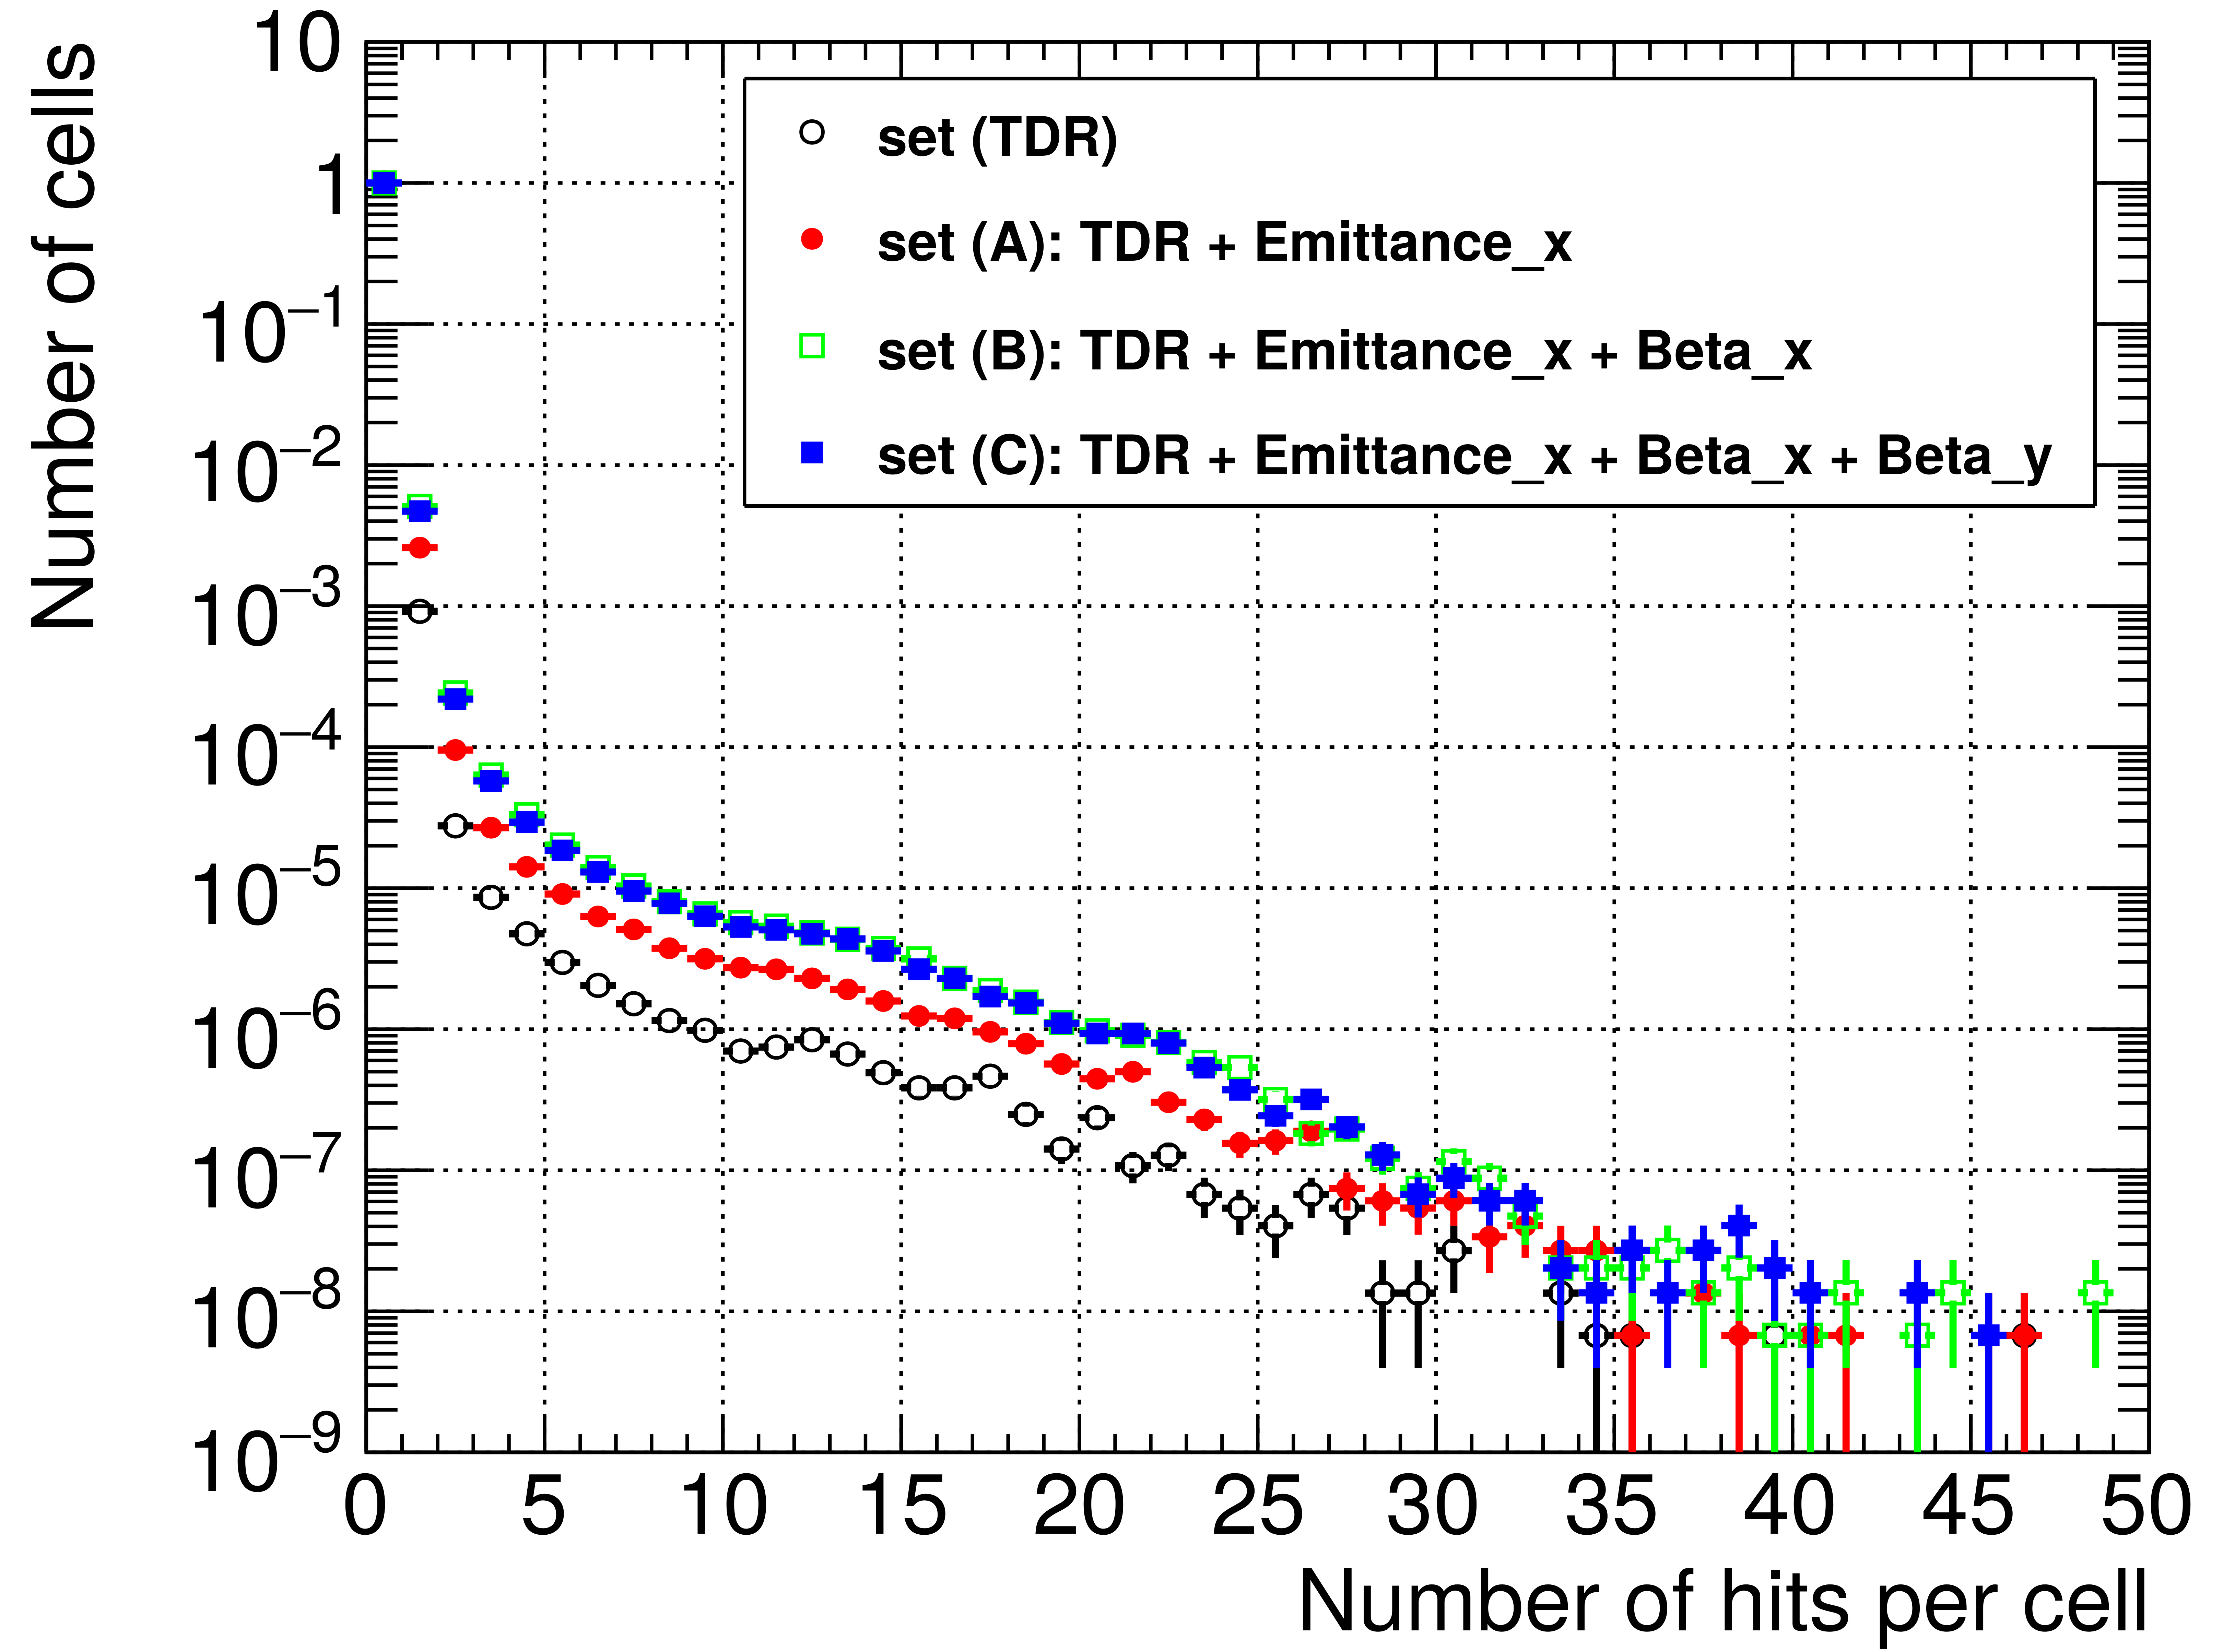 Number of cells
10
1
10−1
10−2
10−3
10−4
10−5
10−6
10−7
10−8
10−9
set (TDR)
set (A): TDR + Emittance_x
set (B): TDR + Emittance_x + Beta_x
set (C): TDR + Emittance_x + Beta_x + Beta_y
0 5 10 15 20 25 30 35 40 45 50
Number of hits per cell